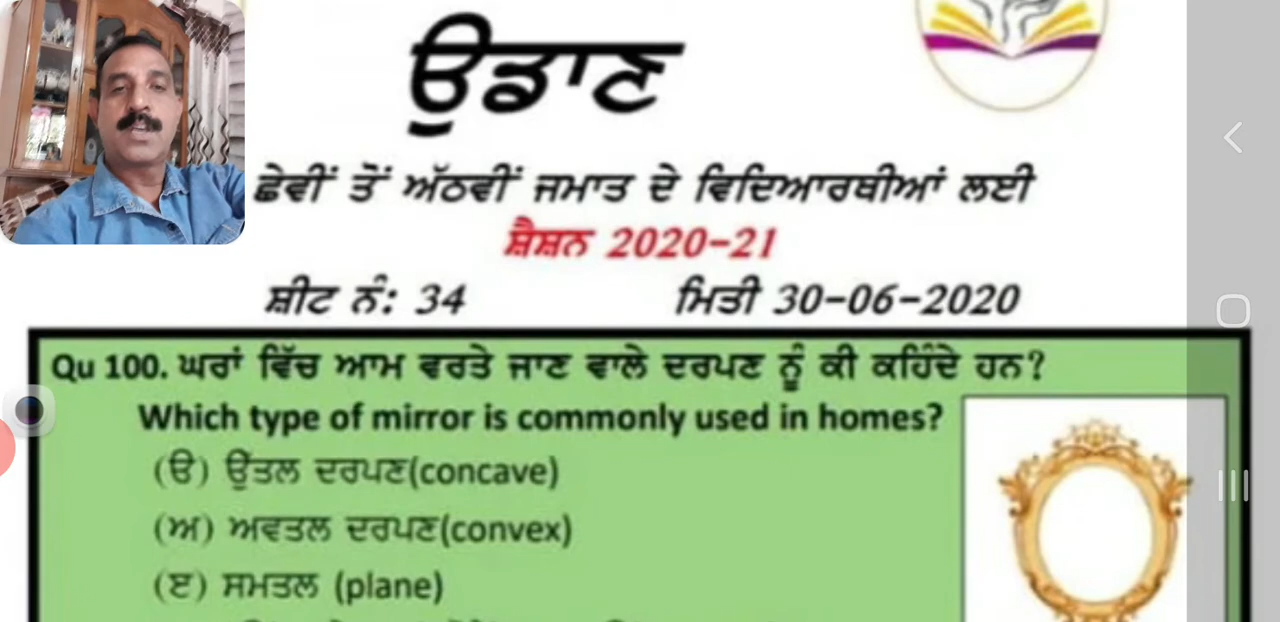 ਉਡਾਣ
ਛੇਵੀਂ ਤੋਂ ਅੱਠਵੀਂ ਜਮਾਤ ਦੇ ਵਿਦਿਆਰਥੀਆਂ ਲਈ
ਸ਼ੈਸ਼ਨ 2020-21
ਸ਼ੀਟ ਨੰ: 34 ਮਿਤੀ 30-06-2020
Qu 100. ਘਰਾਂ ਵਿੱਚ ਆਮ ਵਰਤੇ ਜਾਣ ਵਾਲੇ ਦਰਪਣ ਨੂੰ ਕੀ ਕਹਿੰਦੇ ਹਨ?
Which type of mirror is commonly used in homes?
(ੳ) ਉੱਤਲ ਦਰਪਣ(concave)
(ਅ) ਅਵਤਲ ਦਰਪਣ(convex)
(ੲ) ਸਮਤਲ (plane)